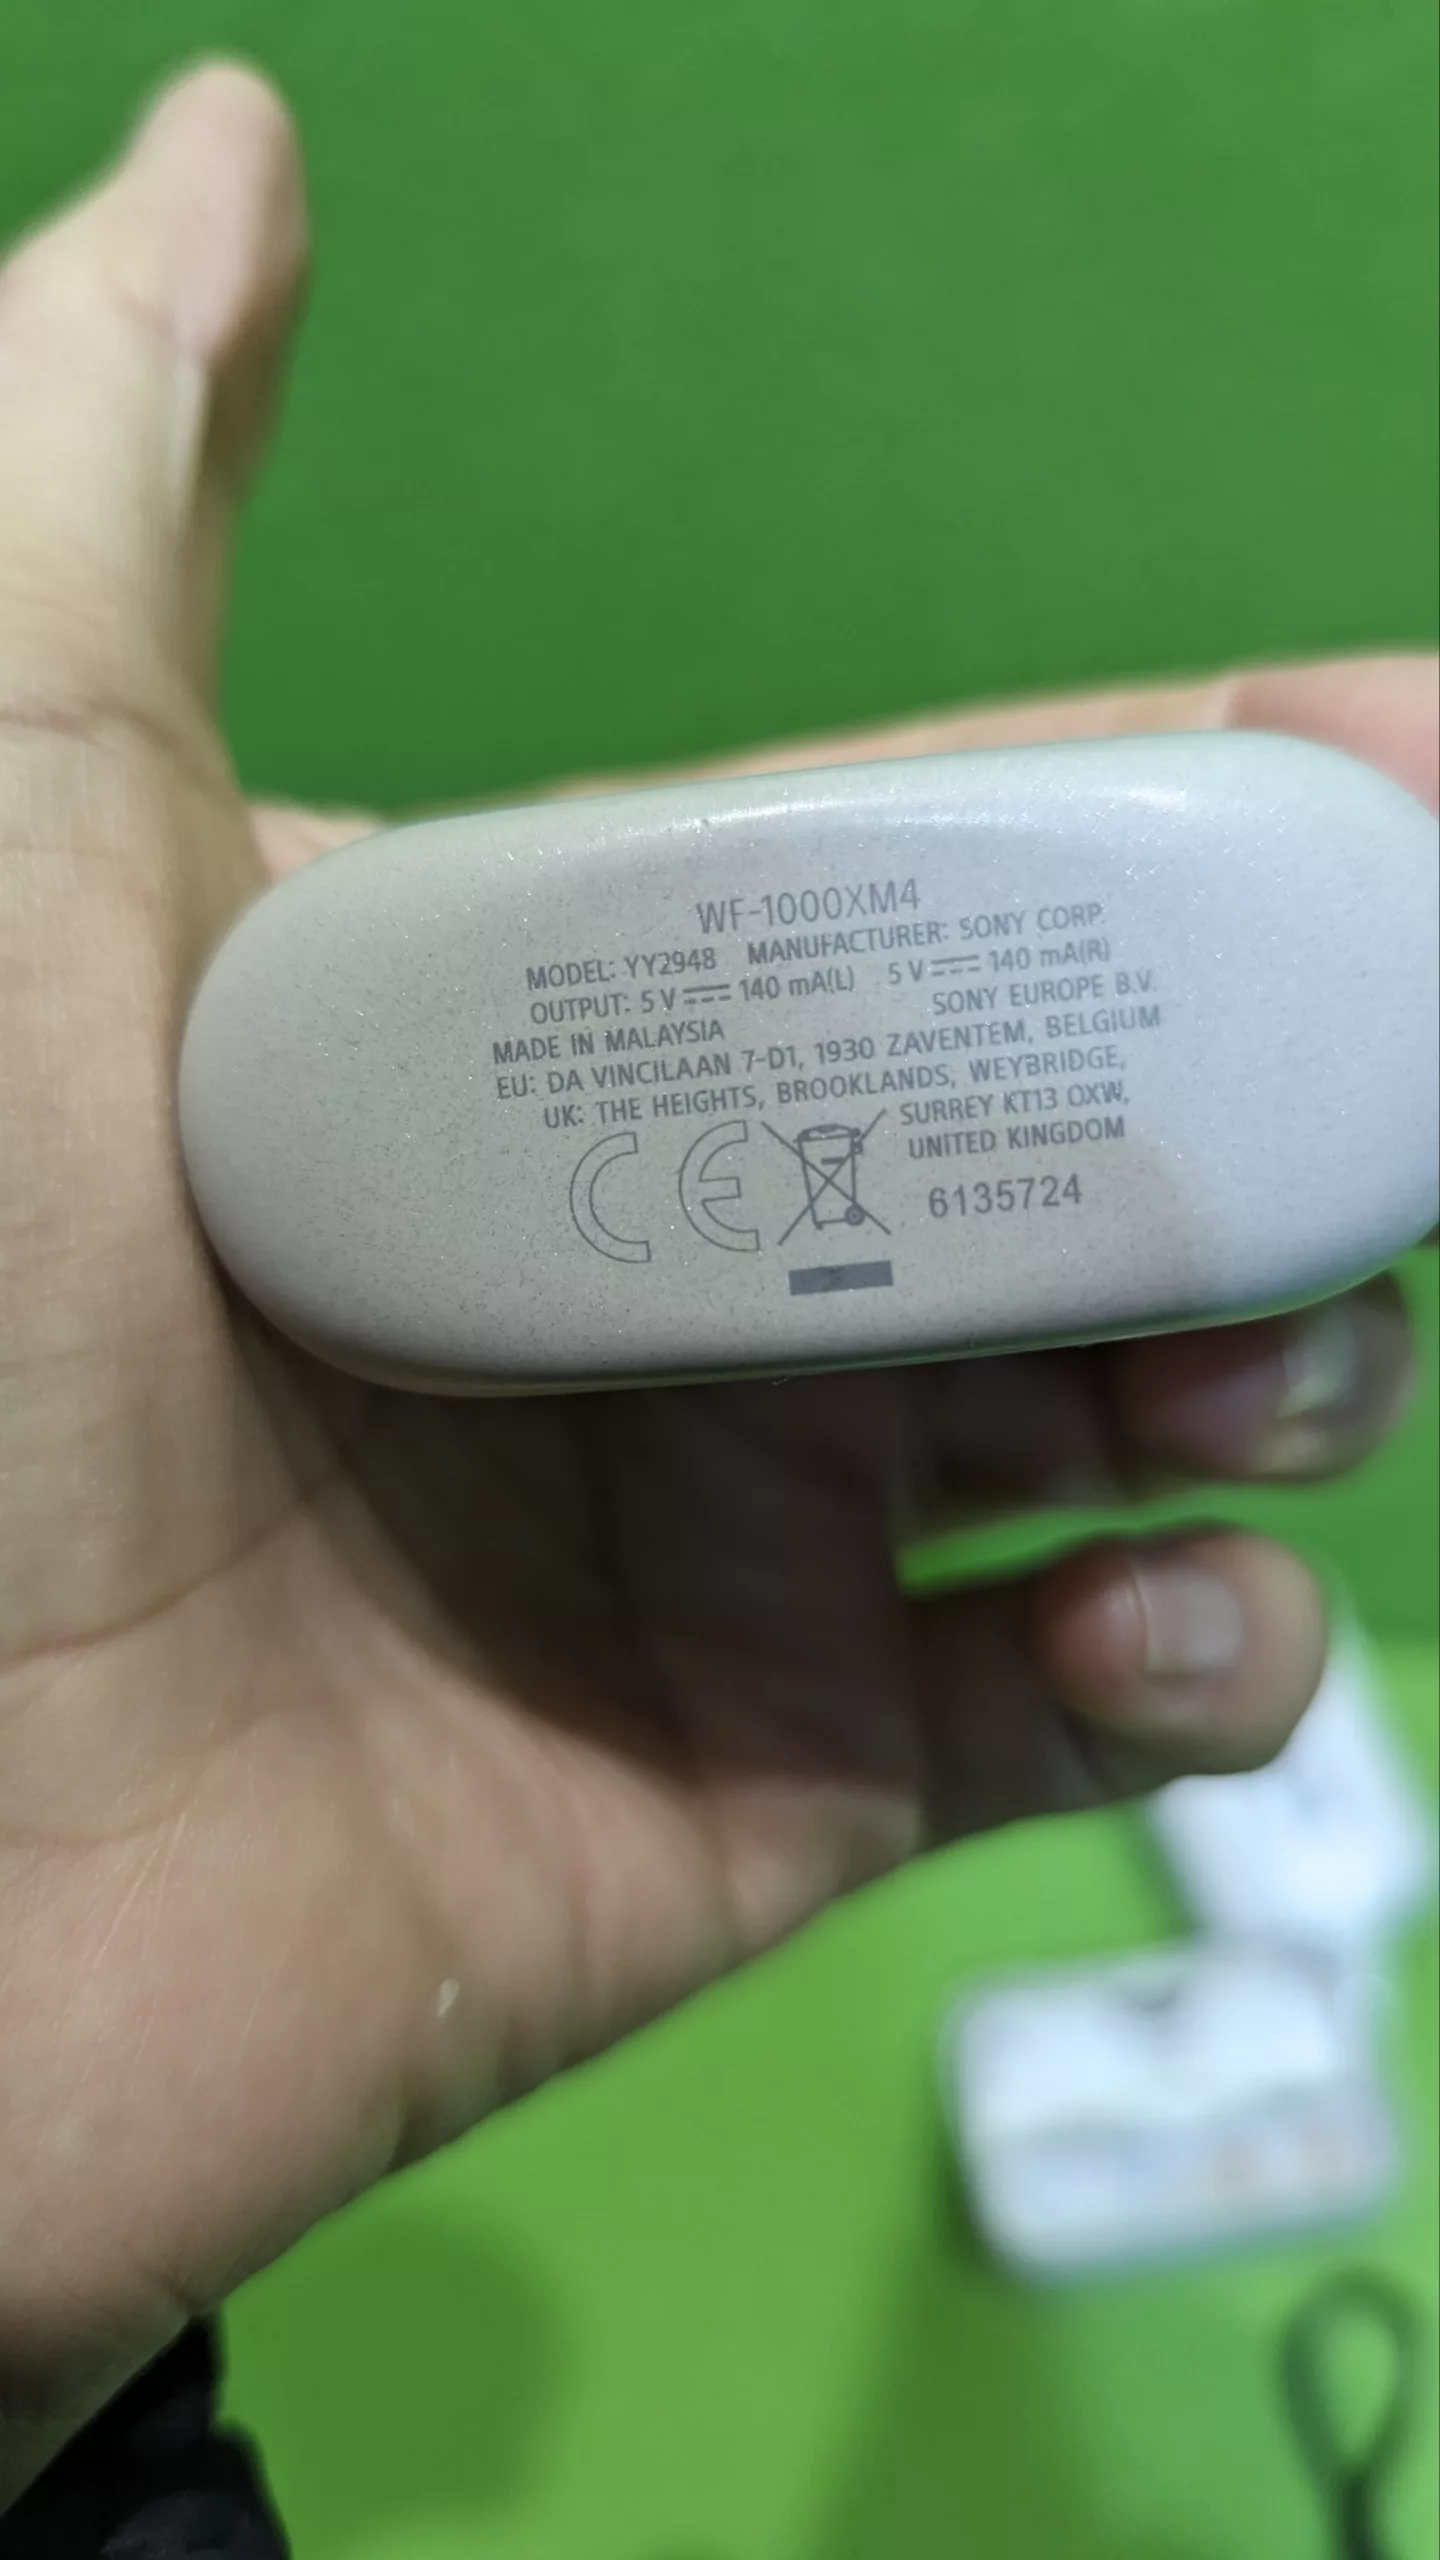 WF-1000XM4
MODEL: YY2948 MANUFACTURER: SONY CORP.
OUTPUT: 5 V ⎓ 140 mA(L) 5 V ⎓ 140 mA(R)
MADE IN MALAYSIA SONY EUROPE B.V.
EU: DA VINCILAAN 7-D1, 1930 ZAVENTEM, BELGIUM
UK: THE HEIGHTS, BROOKLANDS, WEYBRIDGE,
SURREY KT13 0XW,
UNITED KINGDOM
CE
6135724